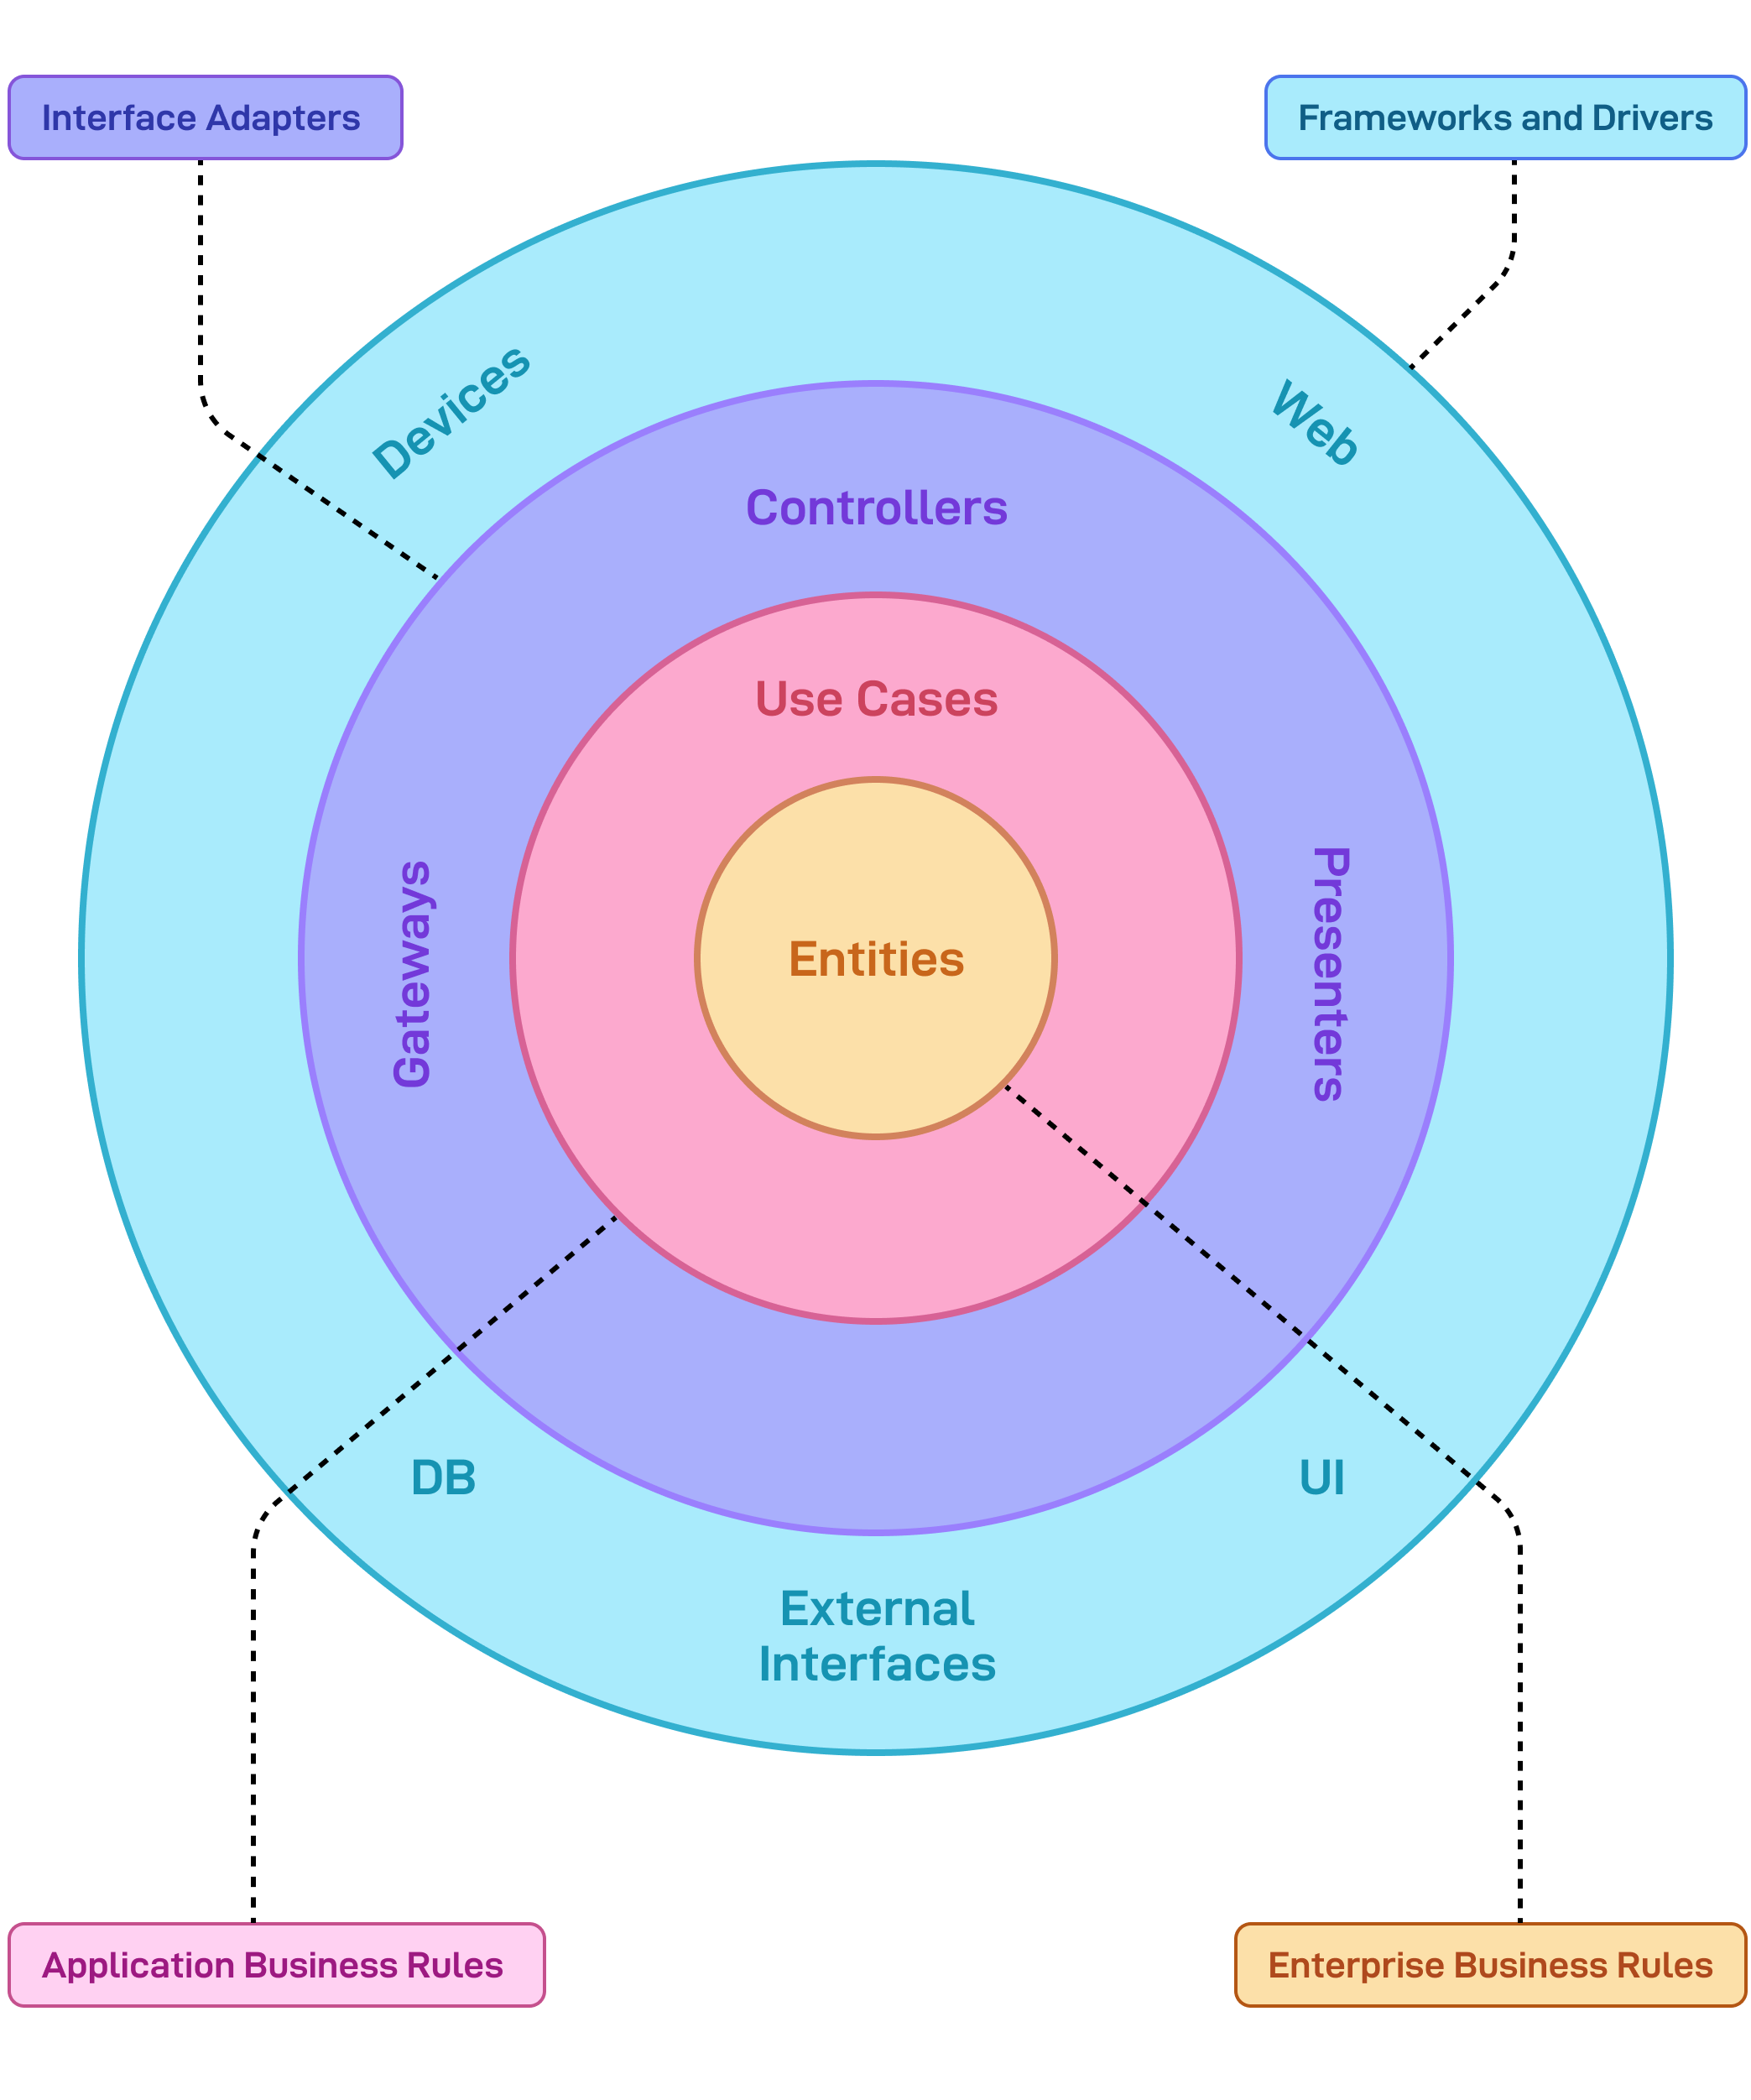 Interface Adapters
Frameworks and Drivers
Devices
Web
Controllers
Use Cases
Gateways
Entities
Presenters
DB
UI
External
Interfaces
Application Business Rules
Enterprise Business Rules